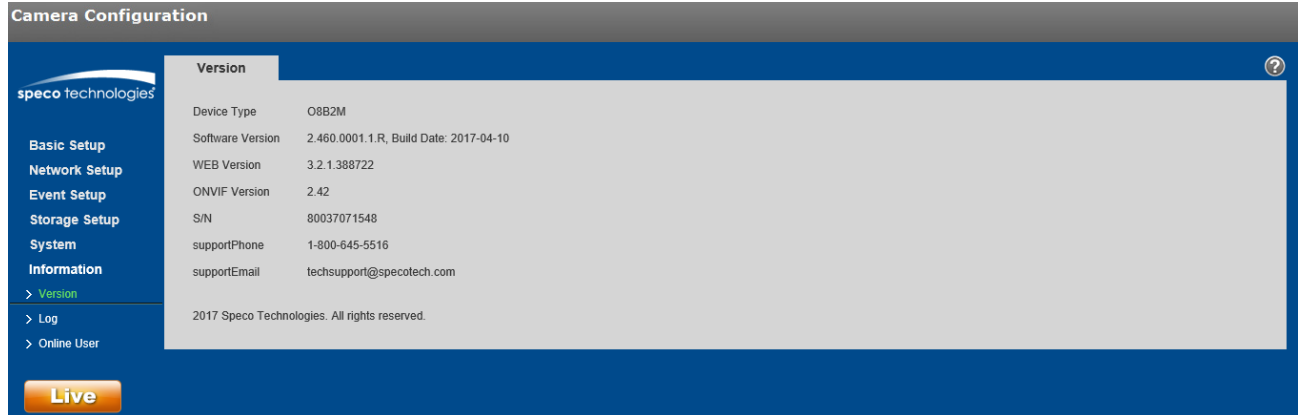 Camera Configuration
speco technologies
Version
Device Type O8B2M
Software Version 2.460.0001.1.R, Build Date: 2017-04-10
WEB Version 3.2.1.388722
ONVIF Version 2.42
S/N 80037071548
supportPhone 1-800-645-5516
supportEmail techsupport@specotech.com
2017 Speco Technologies. All rights reserved.
Basic Setup
Network Setup
Event Setup
Storage Setup
System
Information
> Version
> Log
> Online User
Live
?